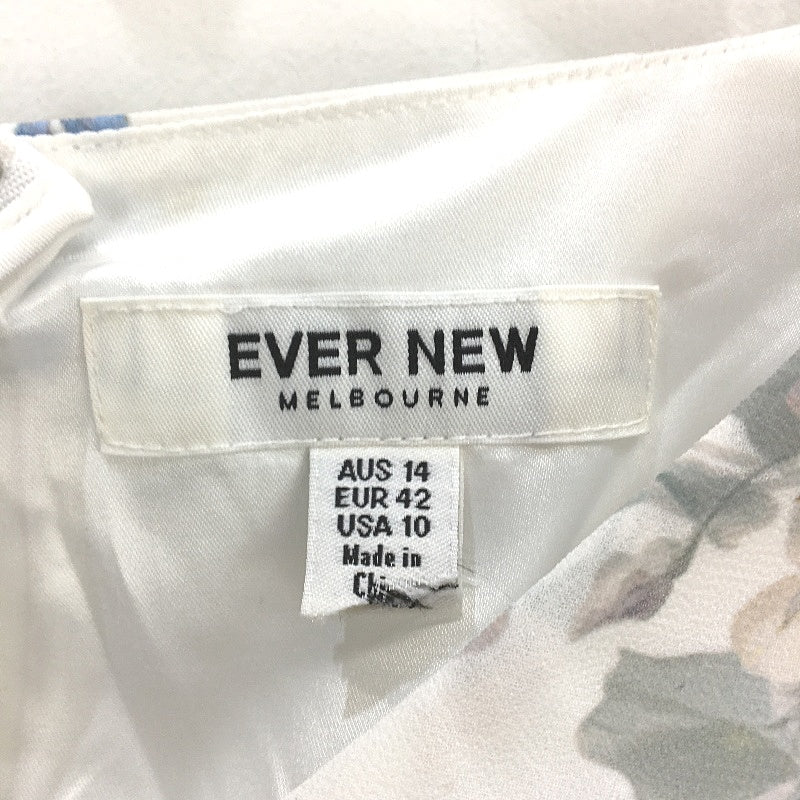 EVER NEW
MELBOURNE
AUS 14
EUR 42
USA 10
Made in